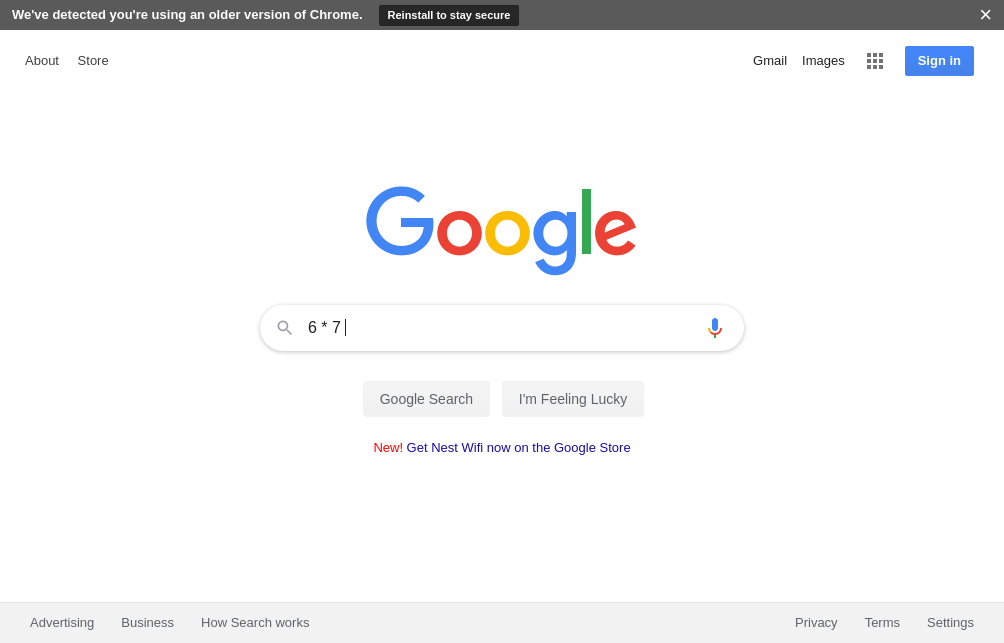 We've detected you're using an older version of Chrome. Reinstall to stay secure ×
About Store Gmail Images Sign in
Google
6 * 7
Google Search I'm Feeling Lucky
New! Get Nest Wifi now on the Google Store
Advertising Business How Search works Privacy Terms Settings